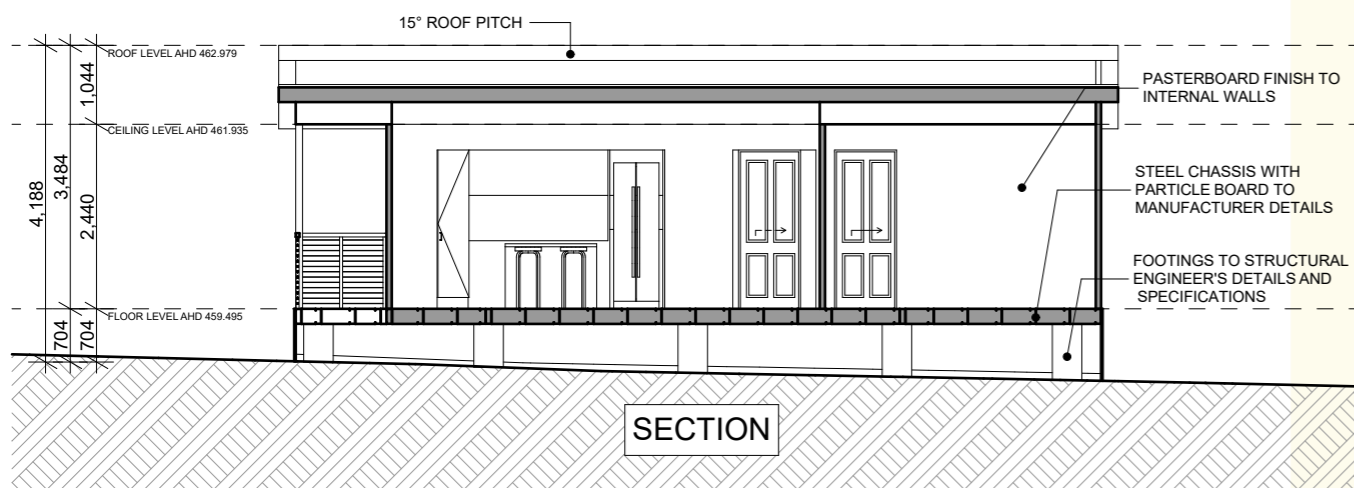 15° ROOF PITCH
ROOF LEVEL AHD 462.979
1,044
PASTERBOARD FINISH TO
INTERNAL WALLS
CEILING LEVEL AHD 461.935
4,188
3,484
2,440
STEEL CHASSIS WITH
PARTICLE BOARD TO
MANUFACTURER DETAILS
FOOTINGS TO STRUCTURAL
ENGINEER'S DETAILS AND
SPECIFICATIONS
FLOOR LEVEL AHD 459.495
704
704
SECTION